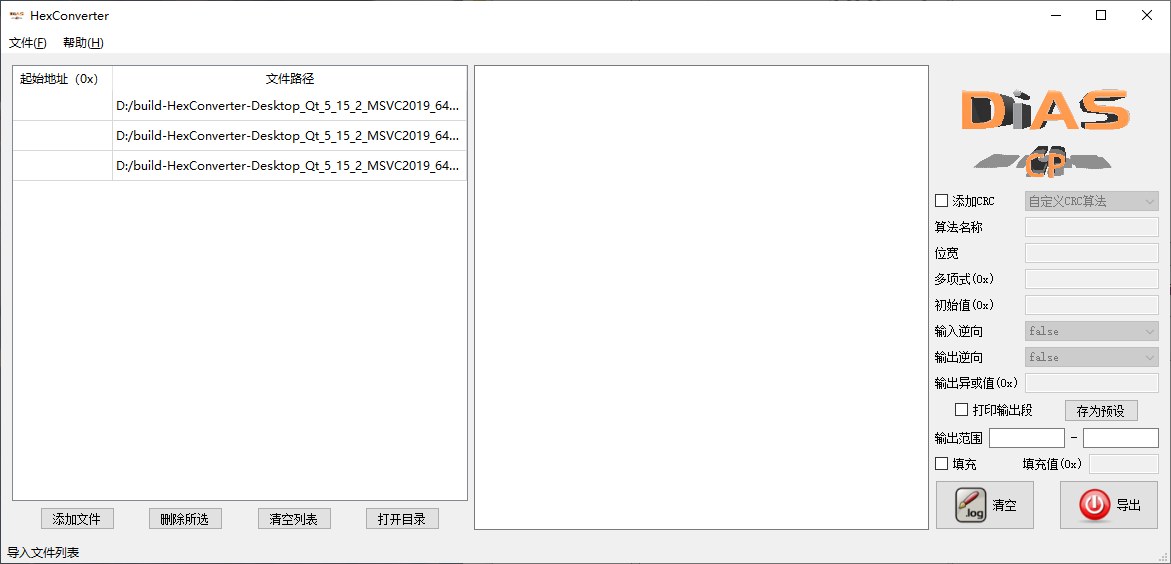 HexConverter
文件(F) 帮助(H)
起始地址（0x） 文件路径
D:/build-HexConverter-Desktop_Qt_5_15_2_MSVC2019_64...
D:/build-HexConverter-Desktop_Qt_5_15_2_MSVC2019_64...
D:/build-HexConverter-Desktop_Qt_5_15_2_MSVC2019_64...
DiAS
CP
添加CRC 自定义CRC算法
算法名称
位宽
多项式(0x)
初始值(0x)
输入逆向 false
输出逆向 false
输出异或值(0x)
打印输出段 存为预设
输出范围 -
填充 填充值(0x)
.log 清空 导出
添加文件 删除所选 清空列表 打开目录
导入文件列表